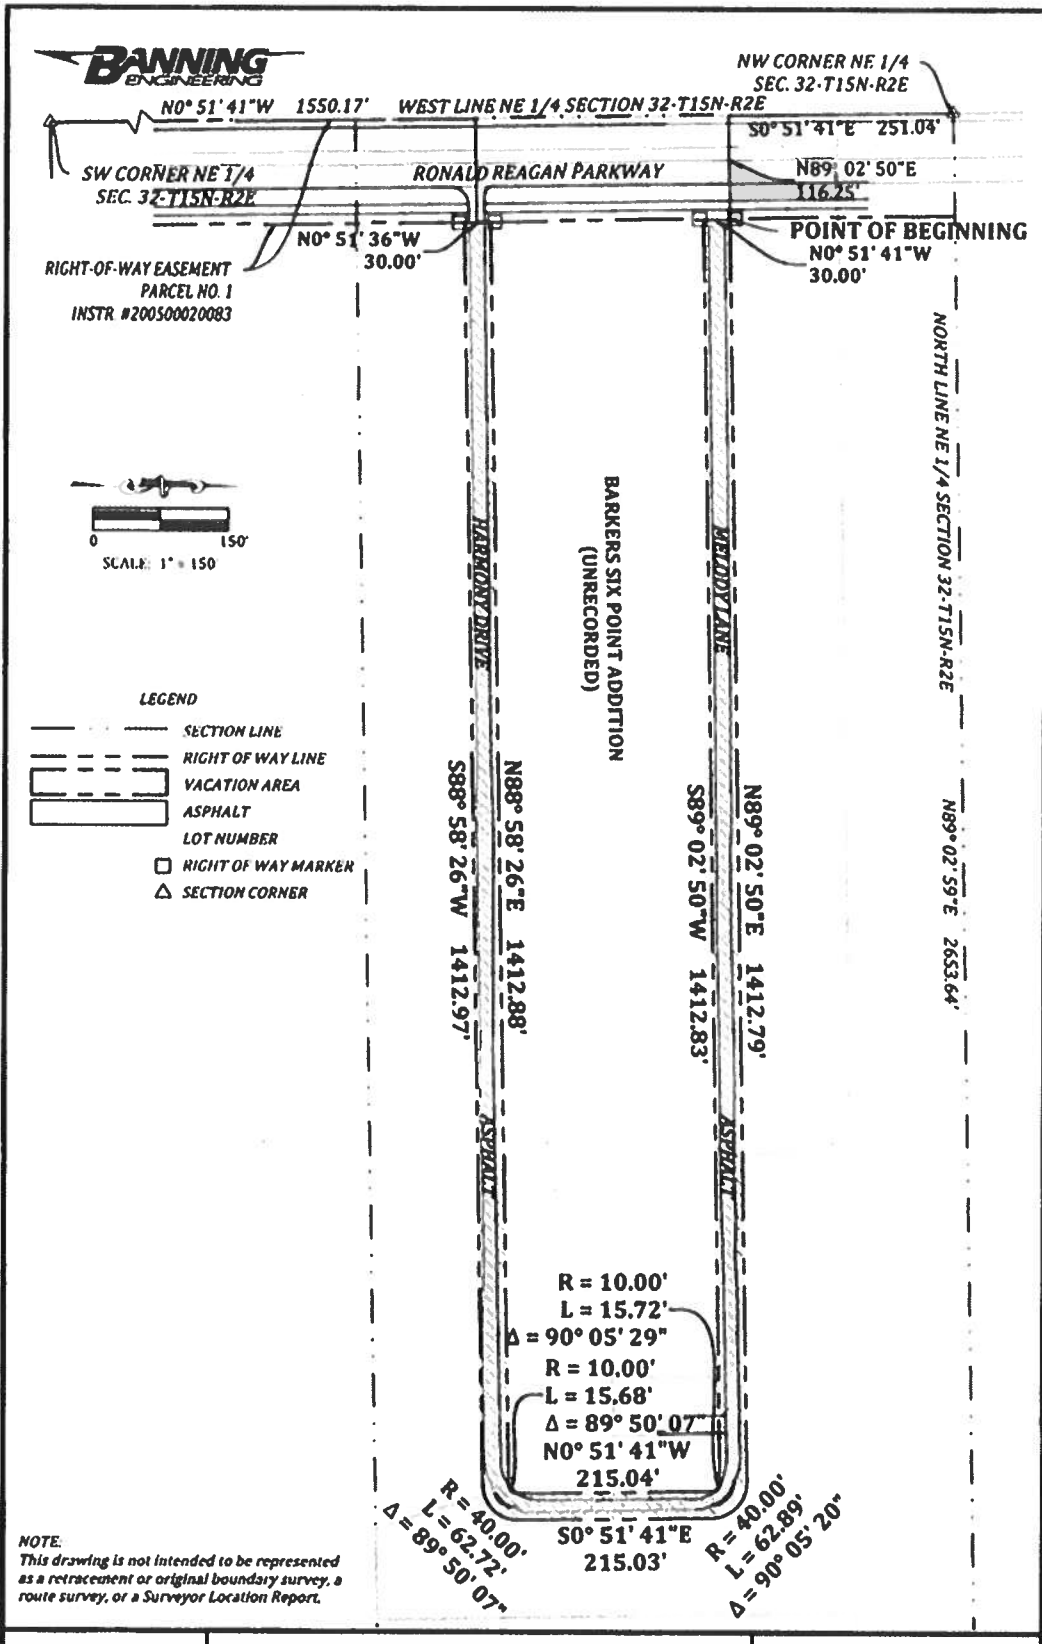 BANNING
ENGINEERING
NW CORNER NE 1/4
SEC. 32-T15N-R2E
N0° 51' 41"W 1550.17' WEST LINE NE 1/4 SECTION 32-T15N-R2E
S0° 51' 41"E 251.04'
SW CORNER NE 1/4
SEC. 32-T15N-R2E
RONALD REAGAN PARKWAY
N89° 02' 50"E
116.25'
POINT OF BEGINNING
N0° 51' 36"W
30.00'
N0° 51' 41"W
30.00'
RIGHT-OF-WAY EASEMENT
PARCEL NO. 1
INSTR #200500020083
NORTH LINE NE 1/4 SECTION 32-T15N-R2E
N89° 02' 59"E 2653.64'
0 150'
SCALE: 1" = 150'
HARMONY DRIVE
BARKERS SIX POINT ADDITION
(UNRECORDED)
MELODY LANE
LEGEND
SECTION LINE
RIGHT OF WAY LINE
VACATION AREA
ASPHALT
LOT NUMBER
RIGHT OF WAY MARKER
SECTION CORNER
S88° 58' 26"W 1412.97'
N88° 58' 26"E 1412.88'
S89° 02' 50"W 1412.83'
N89° 02' 50"E 1412.79'
ASPHALT
ASPHALT
R = 10.00'
L = 15.72'
Δ = 90° 05' 29"
R = 10.00'
L = 15.68'
Δ = 89° 50' 07"
N0° 51' 41"W
215.04'
R = 40.00'
L = 62.72'
Δ = 89° 50' 07"
S0° 51' 41"E
215.03'
R = 40.00'
L = 62.89'
Δ = 90° 05' 20"
NOTE:
This drawing is not intended to be represented
as a retracement or original boundary survey, a
route survey, or a Surveyor Location Report.